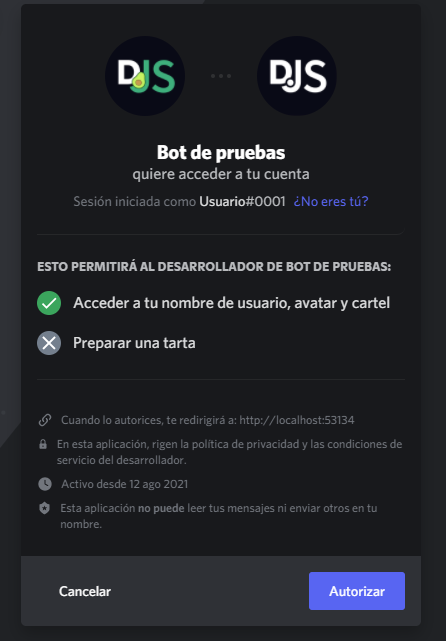 DJS
DJS
Bot de pruebas
quiere acceder a tu cuenta
Sesión iniciada como Usuario#0001 ¿No eres tú?
ESTO PERMITIRÁ AL DESARROLLADOR DE BOT DE PRUEBAS:
Acceder a tu nombre de usuario, avatar y cartel
Preparar una tarta
Cuando lo autorices, te redirigirá a: http://localhost:53134
En esta aplicación, rigen la política de privacidad y las condiciones de
servicio del desarrollador.
Activo desde 12 ago 2021
Esta aplicación no puede leer tus mensajes ni enviar otros en tu
nombre.
Cancelar
Autorizar